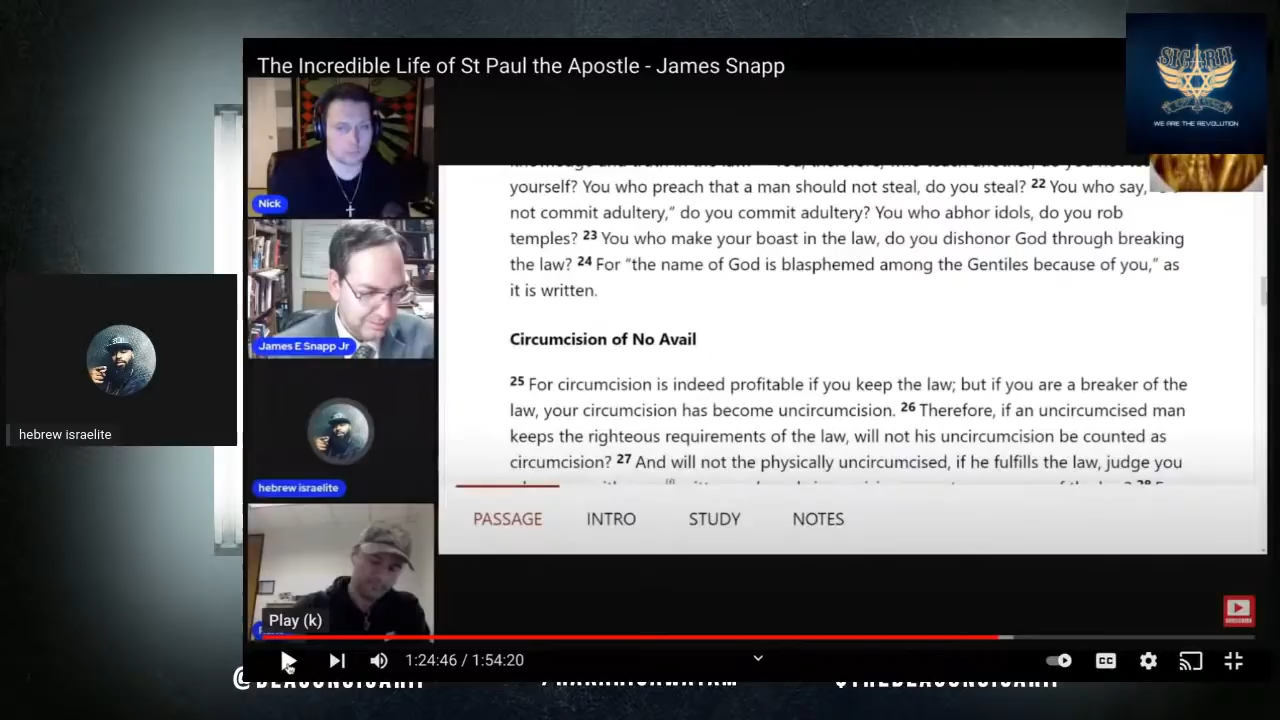 The Incredible Life of St Paul the Apostle - James Snapp
SICARII
WE ARE THE REVOLUTION
Nick
James E Snapp Jr
hebrew israelite
hebrew israelite
yourself? You who preach that a man should not steal, do you steal? 22 You who say,
not commit adultery,” do you commit adultery? You who abhor idols, do you rob
temples? 23 You who make your boast in the law, do you dishonor God through breaking
the law? 24 For “the name of God is blasphemed among the Gentiles because of you,” as
it is written.
Circumcision of No Avail
25 For circumcision is indeed profitable if you keep the law; but if you are a breaker of the
law, your circumcision has become uncircumcision. 26 Therefore, if an uncircumcised man
keeps the righteous requirements of the law, will not his uncircumcision be counted as
circumcision? 27 And will not the physically uncircumcised, if he fulfills the law, judge you
PASSAGE INTRO STUDY NOTES
Play (k)
SUBSCRIBE
1:24:46 / 1:54:20
CC